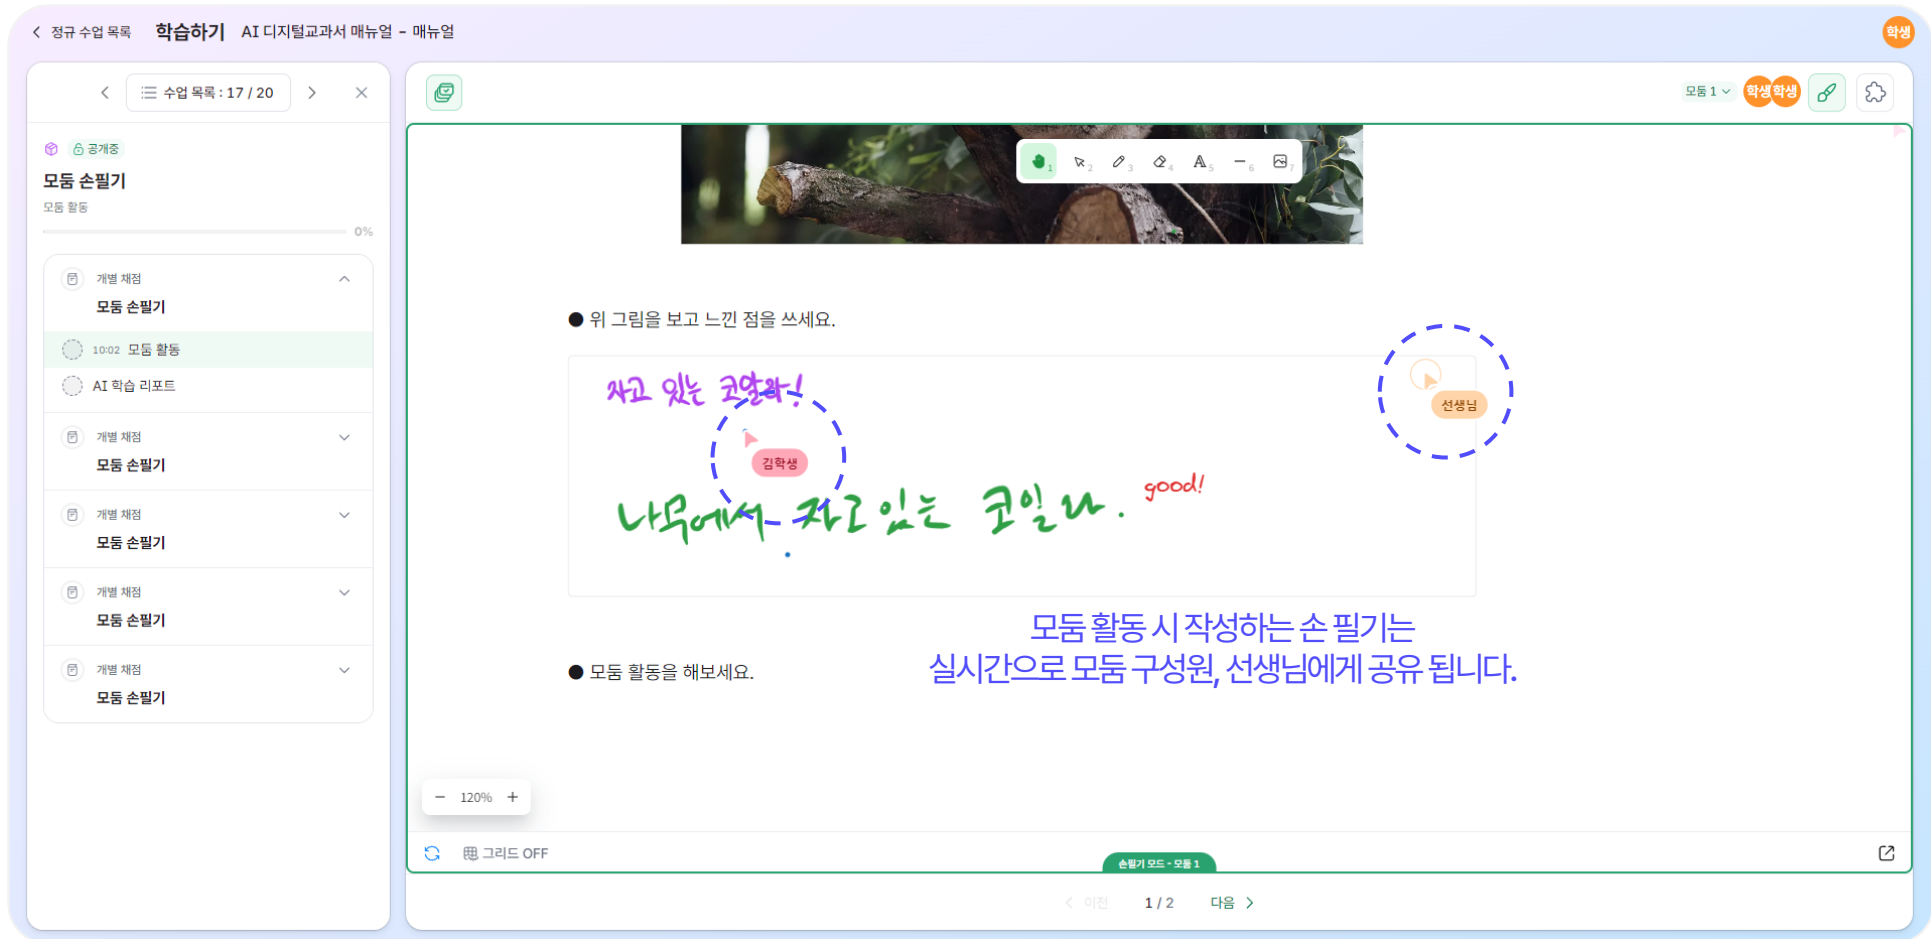 정규 수업 목록 학습하기 AI 디지털교과서 매뉴얼 - 매뉴얼
학생
수업 목록 : 17 / 20
공개중
모둠 손필기
모둠 활동
0%
개별 채점
모둠 손필기
10:02 모둠 활동
AI 학습 리포트
개별 채점
모둠 손필기
개별 채점
모둠 손필기
개별 채점
모둠 손필기
개별 채점
모둠 손필기
모둠 1 학생 학생
1 2 3 4 A 5 6 7
● 위 그림을 보고 느낀 점을 쓰세요.
자고 있는 코알라!
선생님
김학생
나무에서 자고 있는 코일라.
good!
모둠 활동 시 작성하는 손 필기는
실시간으로 모둠 구성원, 선생님에게 공유 됩니다.
● 모둠 활동을 해보세요.
120%
그리드 OFF
손필기 모드 - 모둠 1
이전 1 / 2 다음